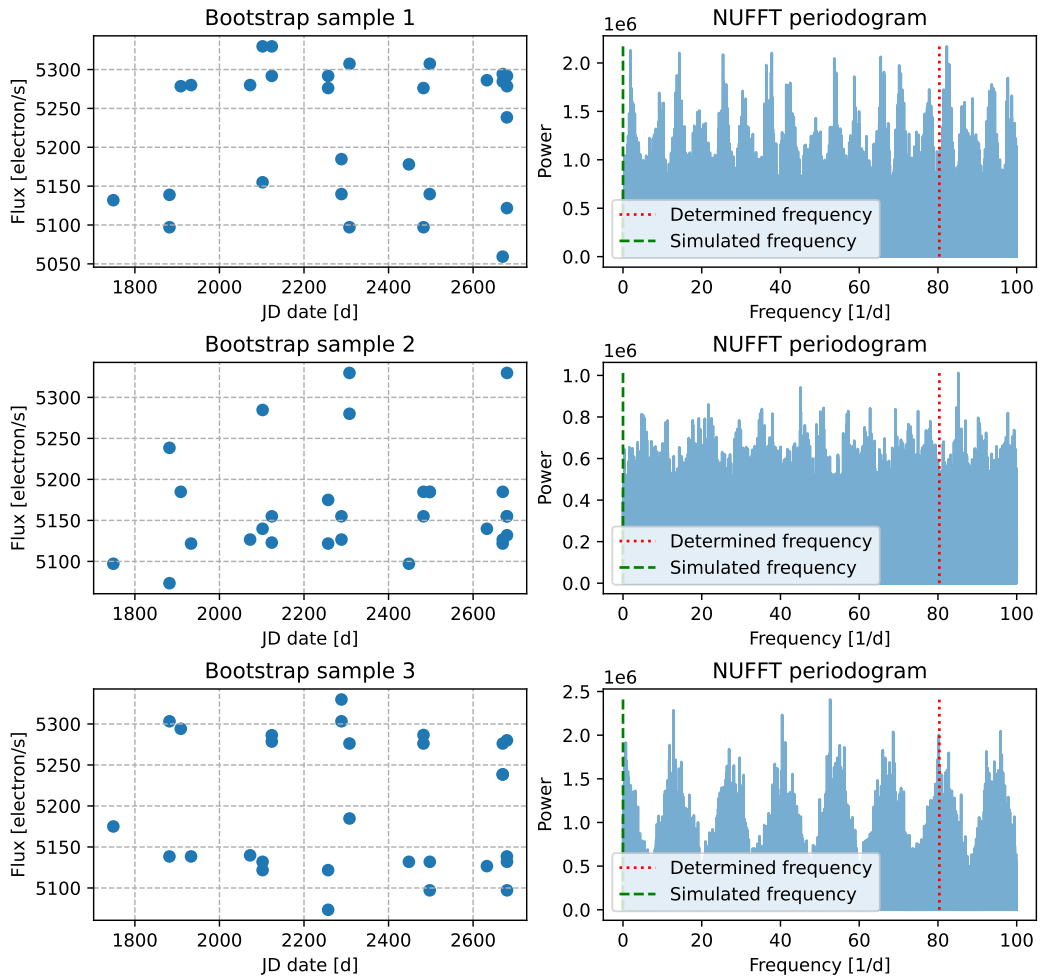 Bootstrap sample 1
Flux [electron/s]
5300
5250
5200
5150
5100
5050
1800 2000 2200 2400 2600
JD date [d]
NUFFT periodogram
1e6
Power
2.0
1.5
1.0
0.5
0.0
Determined frequency
Simulated frequency
0 20 40 60 80 100
Frequency [1/d]
Bootstrap sample 2
Flux [electron/s]
5300
5250
5200
5150
5100
1800 2000 2200 2400 2600
JD date [d]
NUFFT periodogram
1e6
Power
1.0
0.8
0.6
0.4
0.2
0.0
Determined frequency
Simulated frequency
0 20 40 60 80 100
Frequency [1/d]
Bootstrap sample 3
Flux [electron/s]
5300
5250
5200
5150
5100
1800 2000 2200 2400 2600
JD date [d]
NUFFT periodogram
1e6
Power
2.5
2.0
1.5
1.0
0.5
0.0
Determined frequency
Simulated frequency
0 20 40 60 80 100
Frequency [1/d]